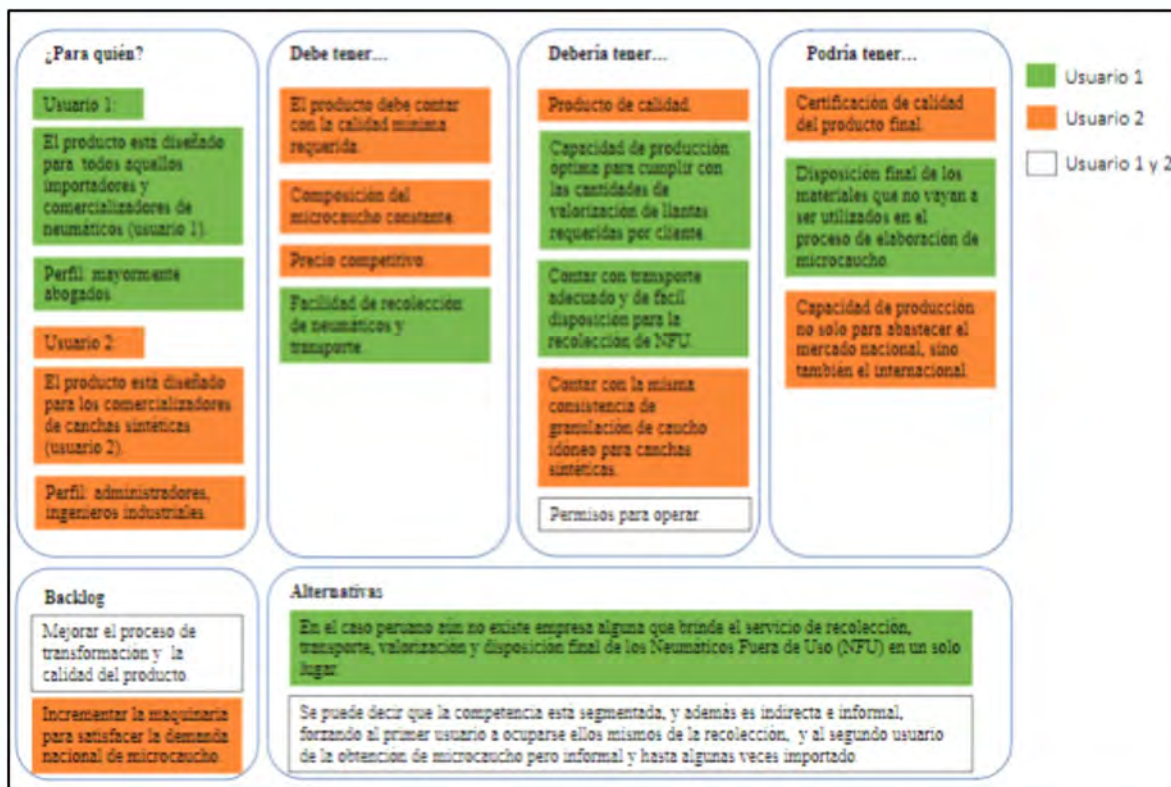 ¿Para quién?
Usuario 1:
El producto está diseñado
para todos aquellos
importadores y
comercializadores de
neumáticos (usuario 1).
Perfil: mayormente
abogados.
Usuario 2:
El producto está diseñado
para los comercializadores
de canchas sintéticas
(usuario 2).
Perfil: administradores,
ingenieros industriales.
Debe tener...
El producto debe contar
con la calidad mínima
requerida.
Composición del
microcaucho constante.
Precio competitivo.
Facilidad de recolección
de neumáticos y
transporte.
Debería tener...
Producto de calidad.
Capacidad de producción
optima para cumplir con
las cantidades de
valorización de llantas
requeridas por cliente.
Contar con transporte
adecuado y de facil
disposición para la
recolección de NFU.
Contar con la misma
consistencia de
granulación de caucho
idóneo para canchas
sintéticas.
Permisos para operar
Podría tener...
Certificación de calidad
del producto final.
Disposición final de los
materiales que no vayan a
ser utilizados en el
proceso de elaboración de
microcaucho.
Capacidad de producción
no solo para abastecer el
mercado nacional, sino
también el internacional.
Usuario 1
Usuario 2
Usuario 1 y 2
Backlog
Mejorar el proceso de
transformación y la
calidad del producto
Incrementar la maquinaria
para satisfacer la demanda
nacional de microcaucho.
Alternativas
En el caso peruano aún no existe empresa alguna que brinde el servicio de recolección,
transporte, valorización y disposición final de los Neumáticos Fuera de Uso (NFU) en un solo
lugar.
Se puede decir que la competencia está segmentada, y además es indirecta e informal,
forzando al primer usuario a ocuparse ellos mismos de la recolección, y al segundo usuario
de la obtención de microcaucho pero informal y hasta algunas veces importado.